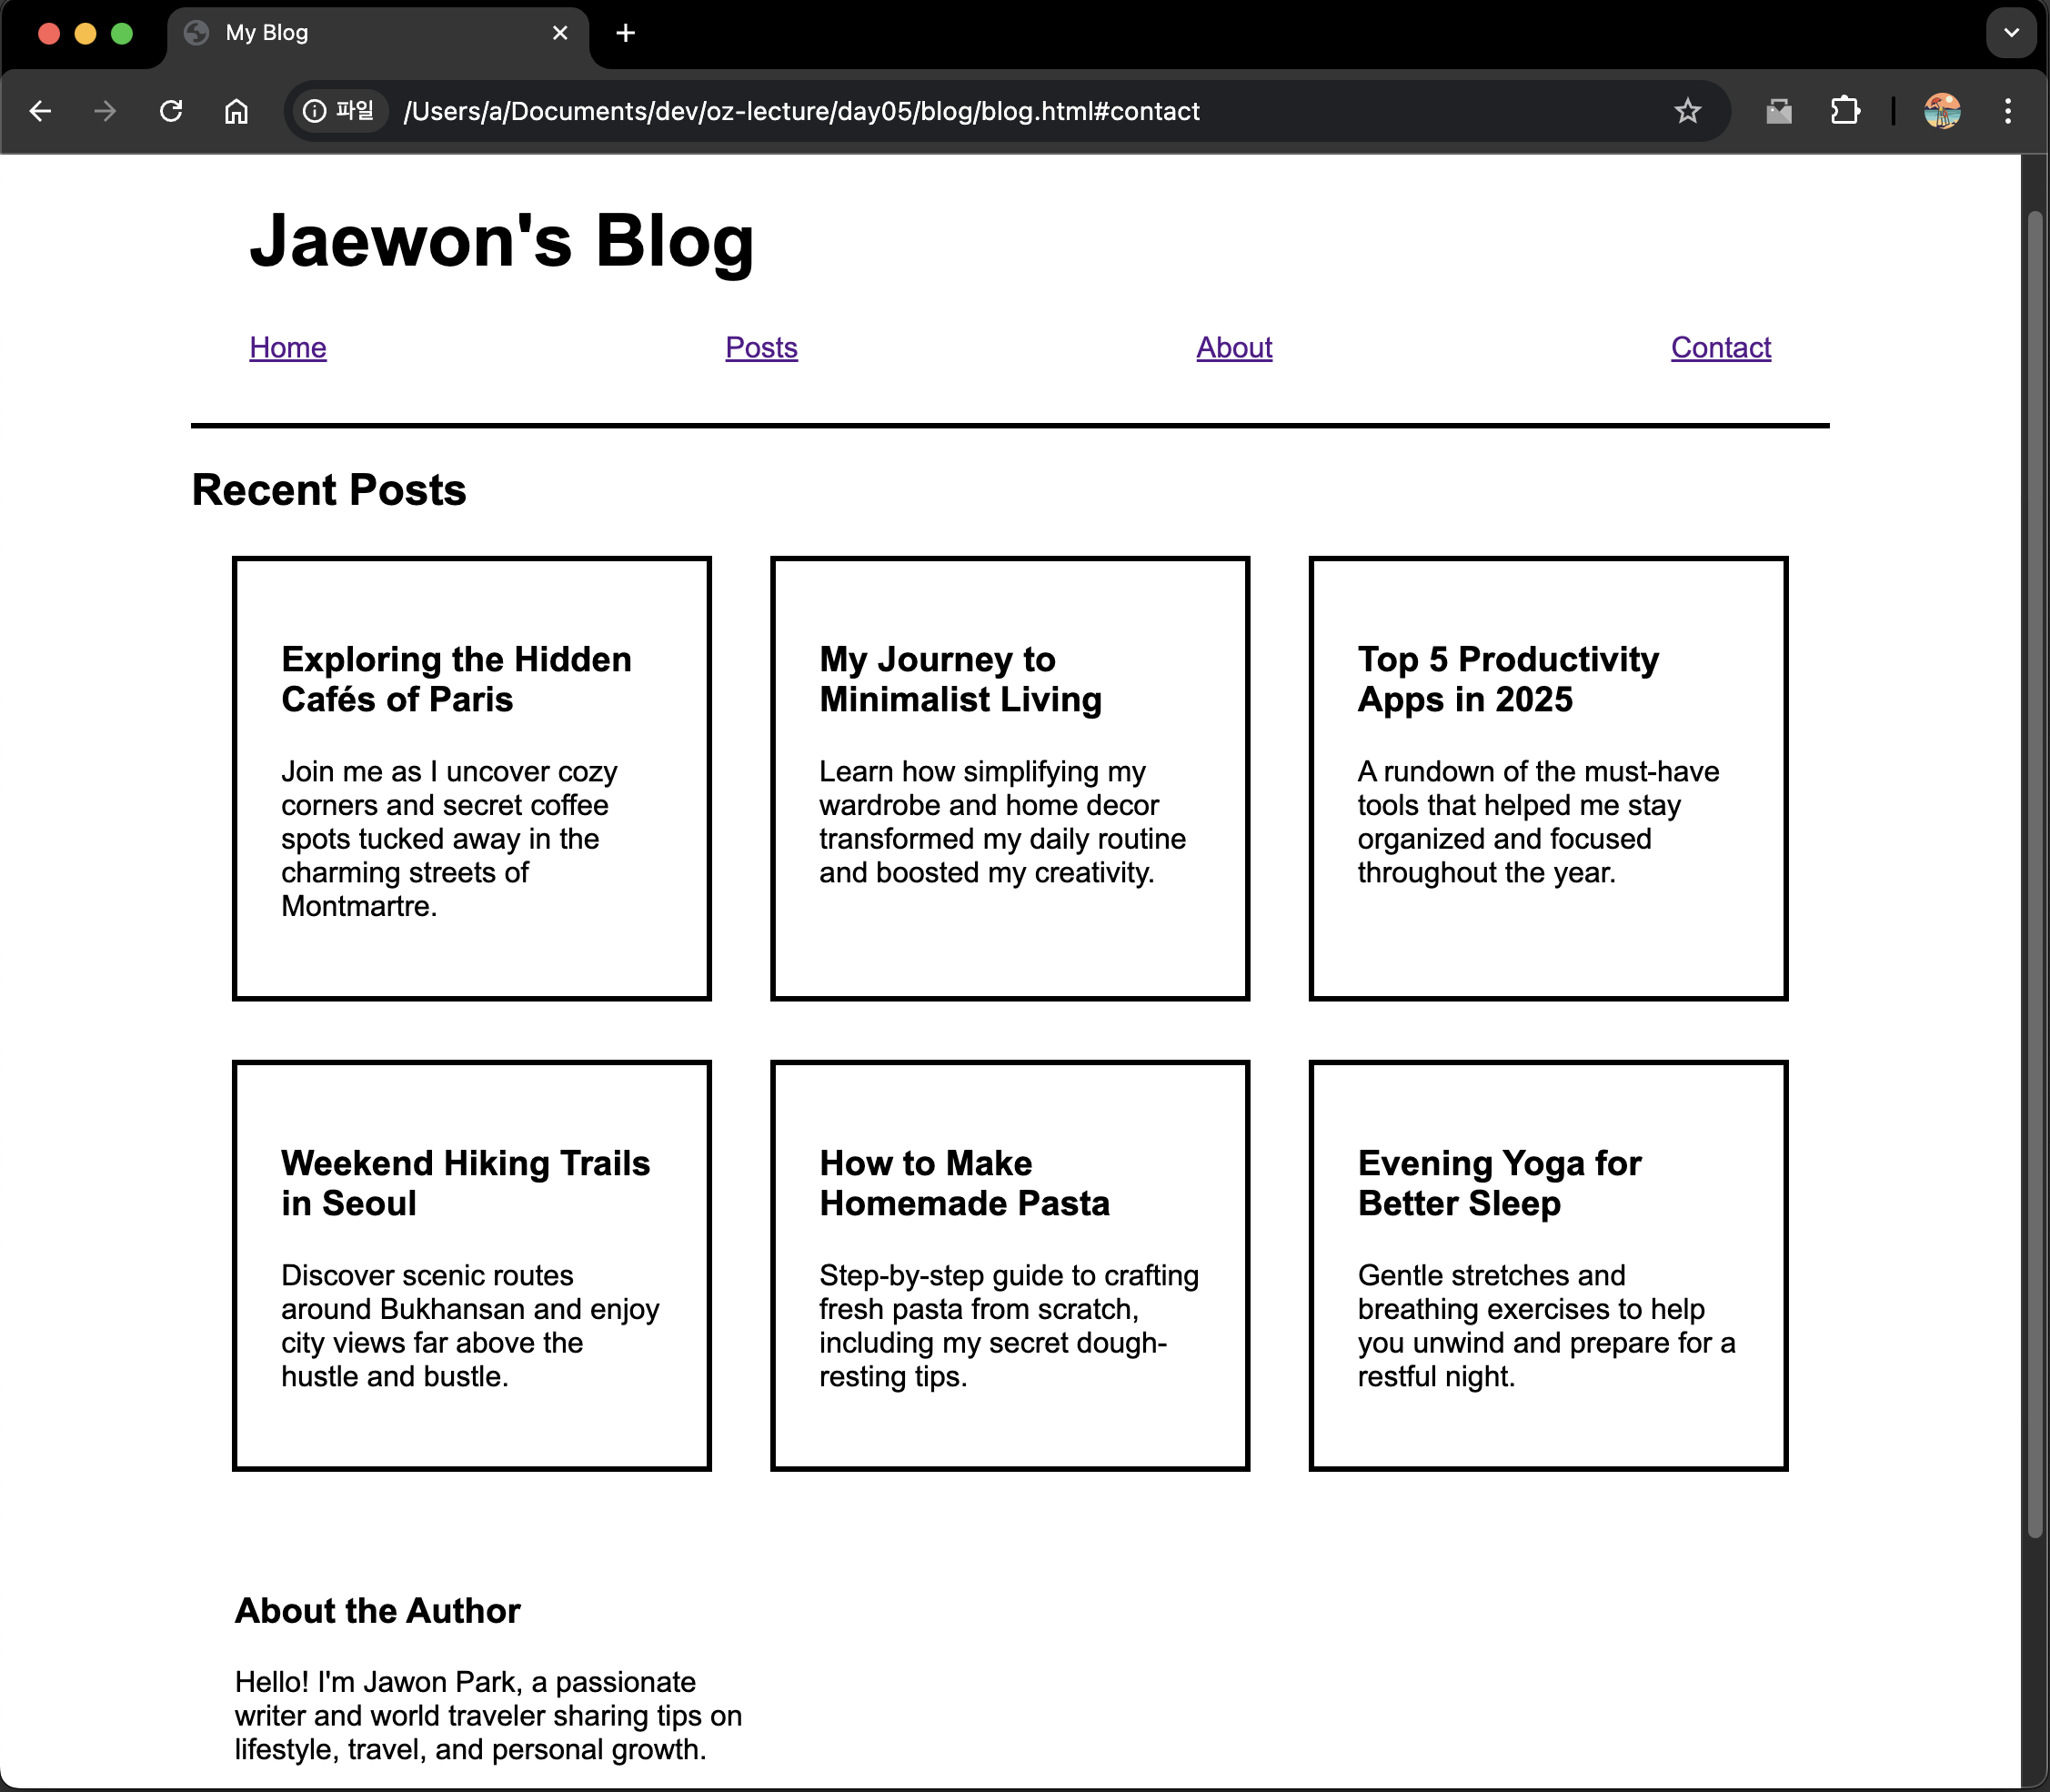 My Blog
파일 /Users/a/Documents/dev/oz-lecture/day05/blog/blog.html#contact
Jaewon's Blog
Home Posts About Contact
Recent Posts
Exploring the Hidden
Cafés of Paris
Join me as I uncover cozy
corners and secret coffee
spots tucked away in the
charming streets of
Montmartre.
My Journey to
Minimalist Living
Learn how simplifying my
wardrobe and home decor
transformed my daily routine
and boosted my creativity.
Top 5 Productivity
Apps in 2025
A rundown of the must-have
tools that helped me stay
organized and focused
throughout the year.
Weekend Hiking Trails
in Seoul
Discover scenic routes
around Bukhansan and enjoy
city views far above the
hustle and bustle.
How to Make
Homemade Pasta
Step-by-step guide to crafting
fresh pasta from scratch,
including my secret dough-
resting tips.
Evening Yoga for
Better Sleep
Gentle stretches and
breathing exercises to help
you unwind and prepare for a
restful night.
About the Author
Hello! I'm Jawon Park, a passionate
writer and world traveler sharing tips on
lifestyle, travel, and personal growth.